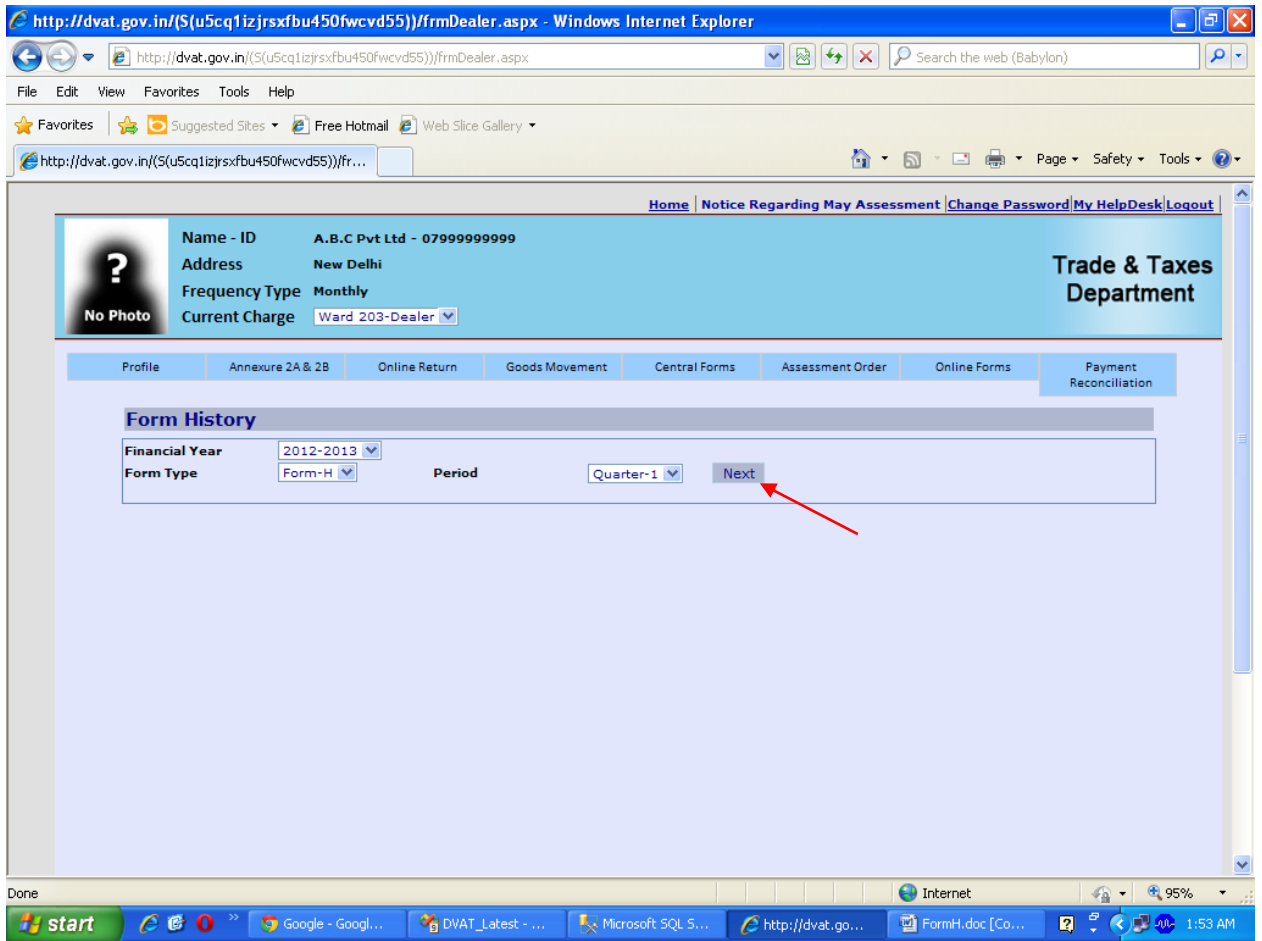 http://dvat.gov.in/(S(u5cq1izjrsxfbu450fwcvd55))/frmDealer.aspx - Windows Internet Explorer
http://dvat.gov.in/(S(u5cq1izjrsxfbu450fwcvd55))/frmDealer.aspx Search the web (Babylon)
File Edit View Favorites Tools Help
Favorites Suggested Sites Free Hotmail Web Slice Gallery
http://dvat.gov.in/(S(u5cq1izjrsxfbu450fwcvd55))/fr... Page Safety Tools
Home | Notice Regarding May Assessment |Change Password|My HelpDesk|Logout |
Name - ID A.B.C Pvt Ltd - 07999999999
Address New Delhi
Frequency Type Monthly
Current Charge Ward 203-Dealer
? No Photo
Trade & Taxes
Department
Profile Annexure 2A & 2B Online Return Goods Movement Central Forms Assessment Order Online Forms Payment
Reconciliation
Form History
Financial Year 2012-2013
Form Type Form-H Period Quarter-1 Next
Done Internet 95%
start Google - Googl... DVAT_Latest - ... Microsoft SQL S... http://dvat.go... FormH.doc [Co... 1:53 AM